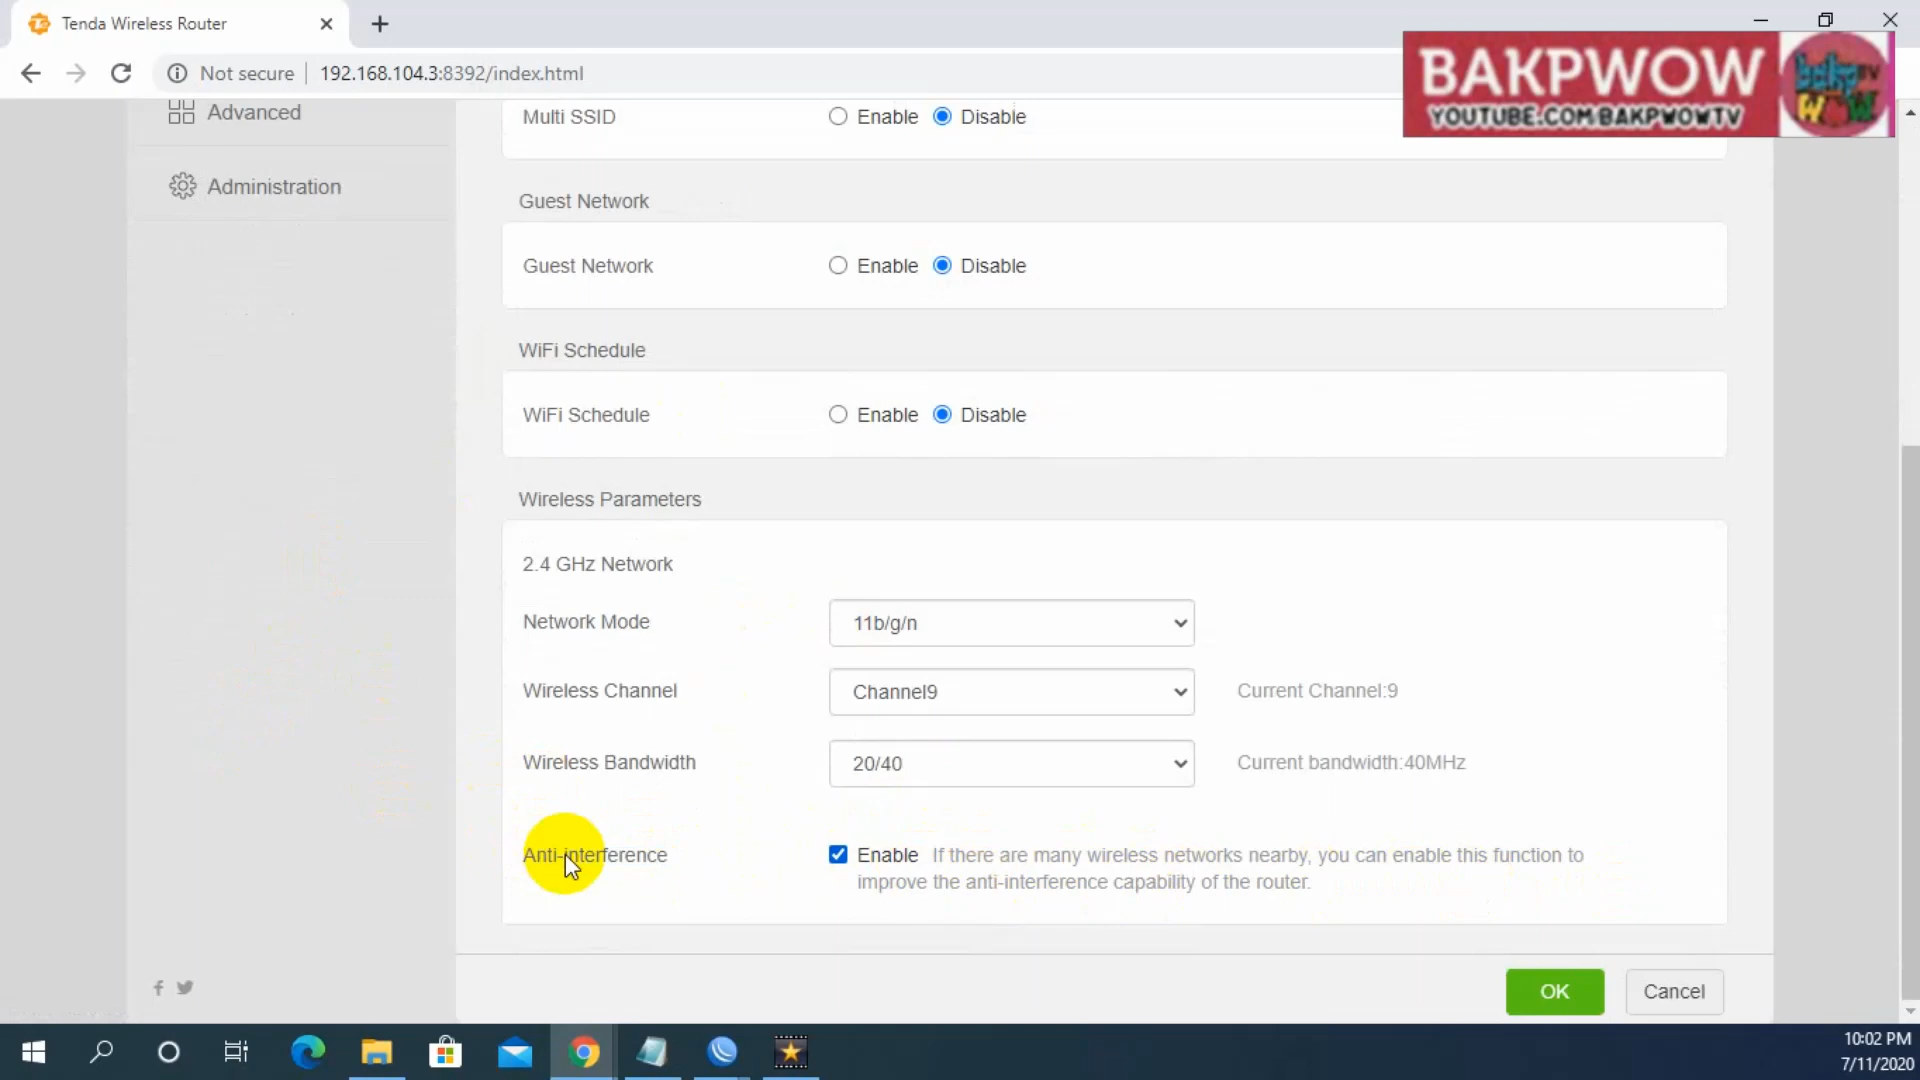 Tenda Wireless Router
Not secure 192.168.104.3:8392/index.html
BAKPWOW
YOUTUBE.COM/BAKPWOWTV
Advanced
Administration
Multi SSID Enable Disable
Guest Network
Guest Network Enable Disable
WiFi Schedule
WiFi Schedule Enable Disable
Wireless Parameters
2.4 GHz Network
Network Mode 11b/g/n
Wireless Channel Channel9 Current Channel:9
Wireless Bandwidth 20/40 Current bandwidth:40MHz
Anti-interference Enable If there are many wireless networks nearby, you can enable this function to
improve the anti-interference capability of the router.
OK Cancel
10:02 PM
7/11/2020